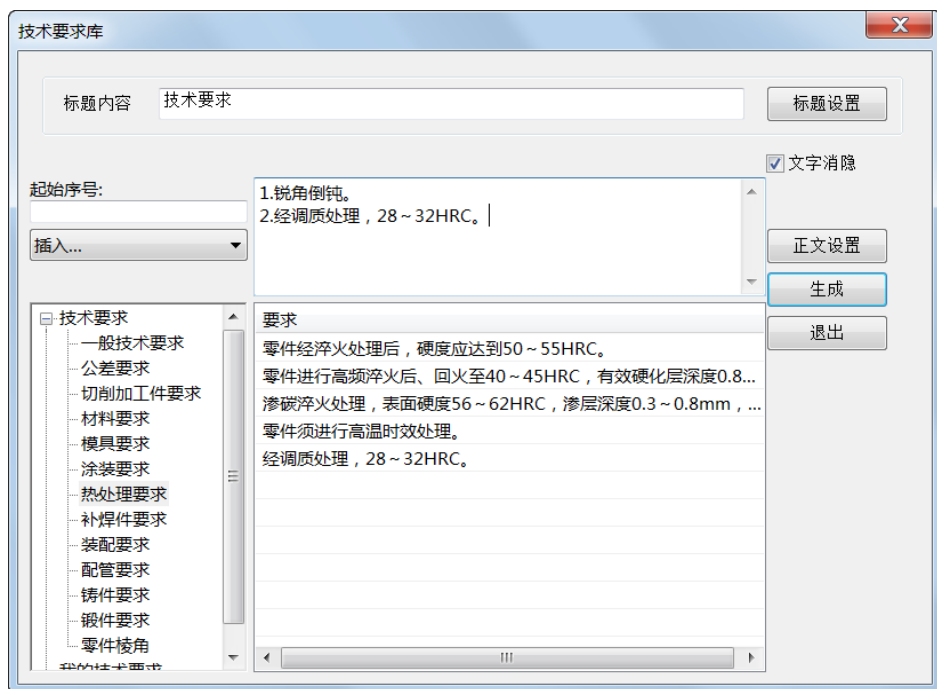 技术要求库
标题内容
技术要求
标题设置
文字消隐
起始序号:
1.锐角倒钝。
2.经调质处理，28～32HRC。
插入...
正文设置
生成
退出
技术要求
一般技术要求
公差要求
切削加工件要求
材料要求
模具要求
涂装要求
热处理要求
补焊件要求
装配要求
配管要求
铸件要求
锻件要求
零件棱角
我的技术要求
要求
零件经淬火处理后，硬度应达到50～55HRC。
零件进行高频淬火后、回火至40～45HRC，有效硬化层深度0.8...
渗碳淬火处理，表面硬度56～62HRC，渗层深度0.3～0.8mm，...
零件须进行高温时效处理。
经调质处理，28～32HRC。